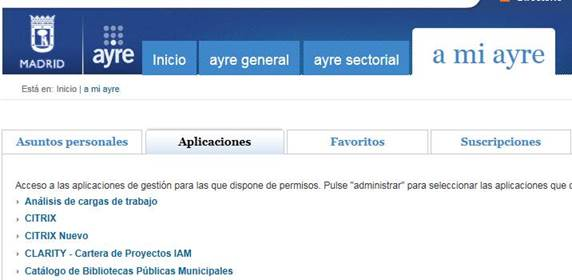 MADRID
ayre
Inicio
ayre general
ayre sectorial
a mi ayre
Está en: Inicio | a mi ayre
Asuntos personales
Aplicaciones
Favoritos
Suscripciones
Acceso a las aplicaciones de gestión para las que dispone de permisos. Pulse "administrar" para seleccionar las aplicaciones que
Análisis de cargas de trabajo
CITRIX
CITRIX Nuevo
CLARITY - Cartera de Proyectos IAM
Catálogo de Bibliotecas Públicas Municipales